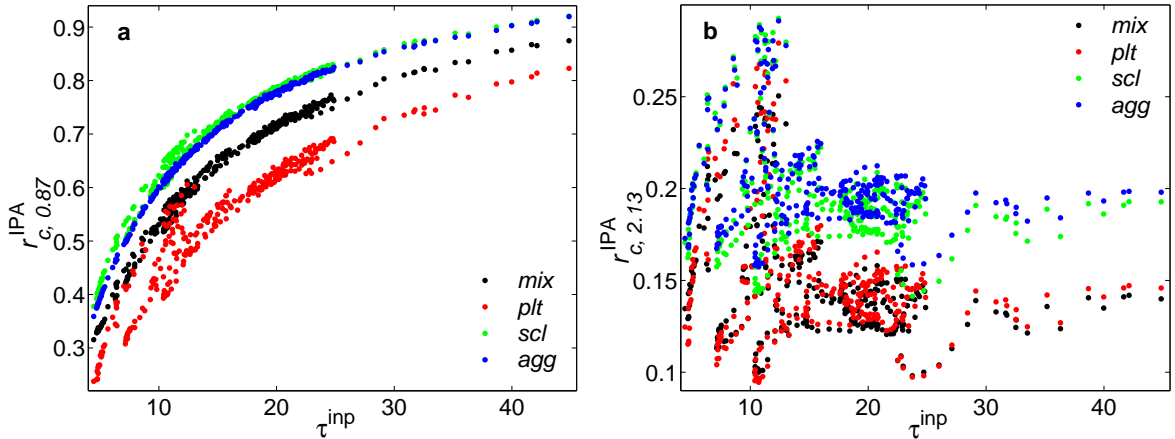 a
0.9
0.8
0.7
0.6
0.5
0.4
0.3
r c, 0.87 IPA
10 20 30 40
τ inp
mix
plt
scl
agg
b
0.25
0.2
0.15
0.1
r c, 2.13 IPA
10 20 30 40
τ inp
mix
plt
scl
agg